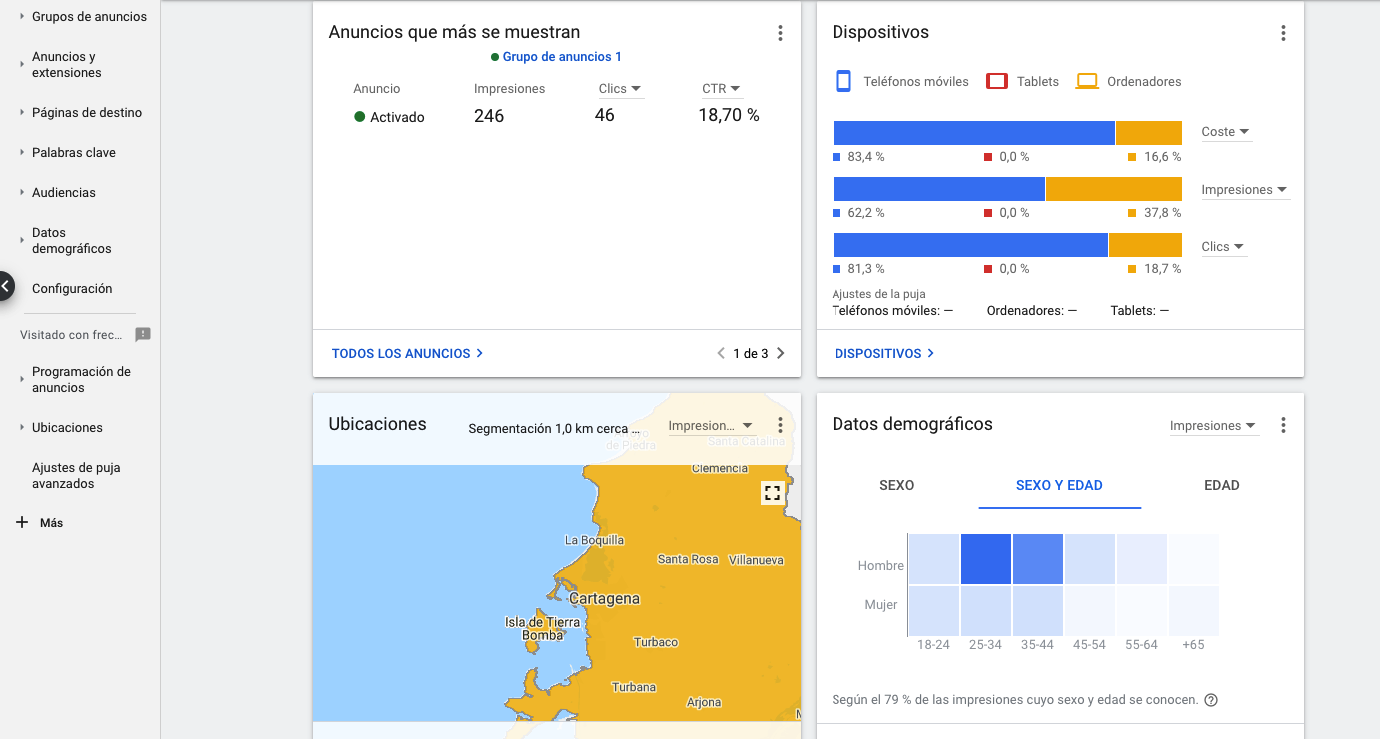 Grupos de anuncios
Anuncios y
extensiones
Páginas de destino
Palabras clave
Audiencias
Datos
demográficos
Configuración
Visitado con frec...
Programación de
anuncios
Ubicaciones
Ajustes de puja
avanzados
Más
Anuncios que más se muestran
Grupo de anuncios 1
Anuncio Impresiones Clics CTR
Activado 246 46 18,70 %
TODOS LOS ANUNCIOS
1 de 3
Dispositivos
Teléfonos móviles Tablets Ordenadores
Coste
83,4 % 0,0 % 16,6 %
Impresiones
62,2 % 0,0 % 37,8 %
Clics
81,3 % 0,0 % 18,7 %
Ajustes de la puja
Teléfonos móviles: — Ordenadores: — Tablets: —
DISPOSITIVOS
Ubicaciones Segmentación 1,0 km cerca ... Impresion...
Arroyo
de Piedra
Santa Catalina
Clemencia
La Boquilla
Santa Rosa
Villanueva
Cartagena
Isla de Tierra
Bomba
Turbaco
Turbana
Arjona
Datos demográficos Impresiones
SEXO SEXO Y EDAD EDAD
Hombre
Mujer
18-24 25-34 35-44 45-54 55-64 +65
Según el 79 % de las impresiones cuyo sexo y edad se conocen.